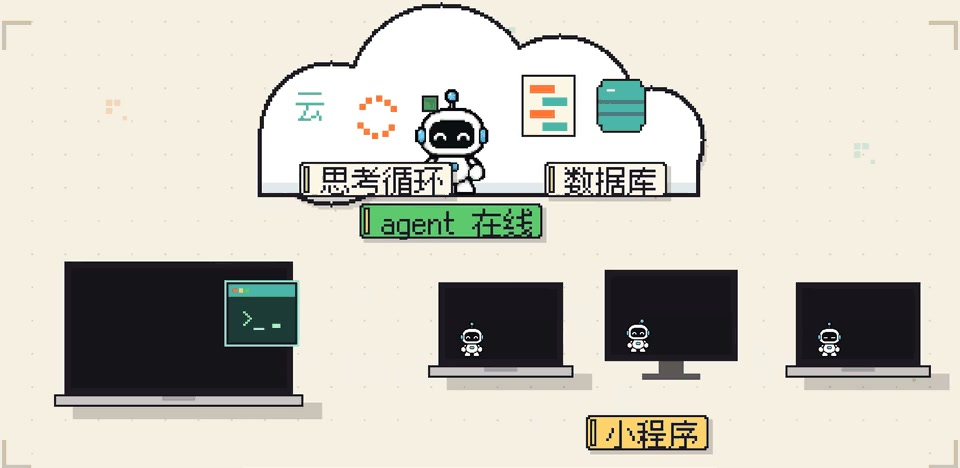 云
思考循环
数据库
agent 在线
>_
小程序